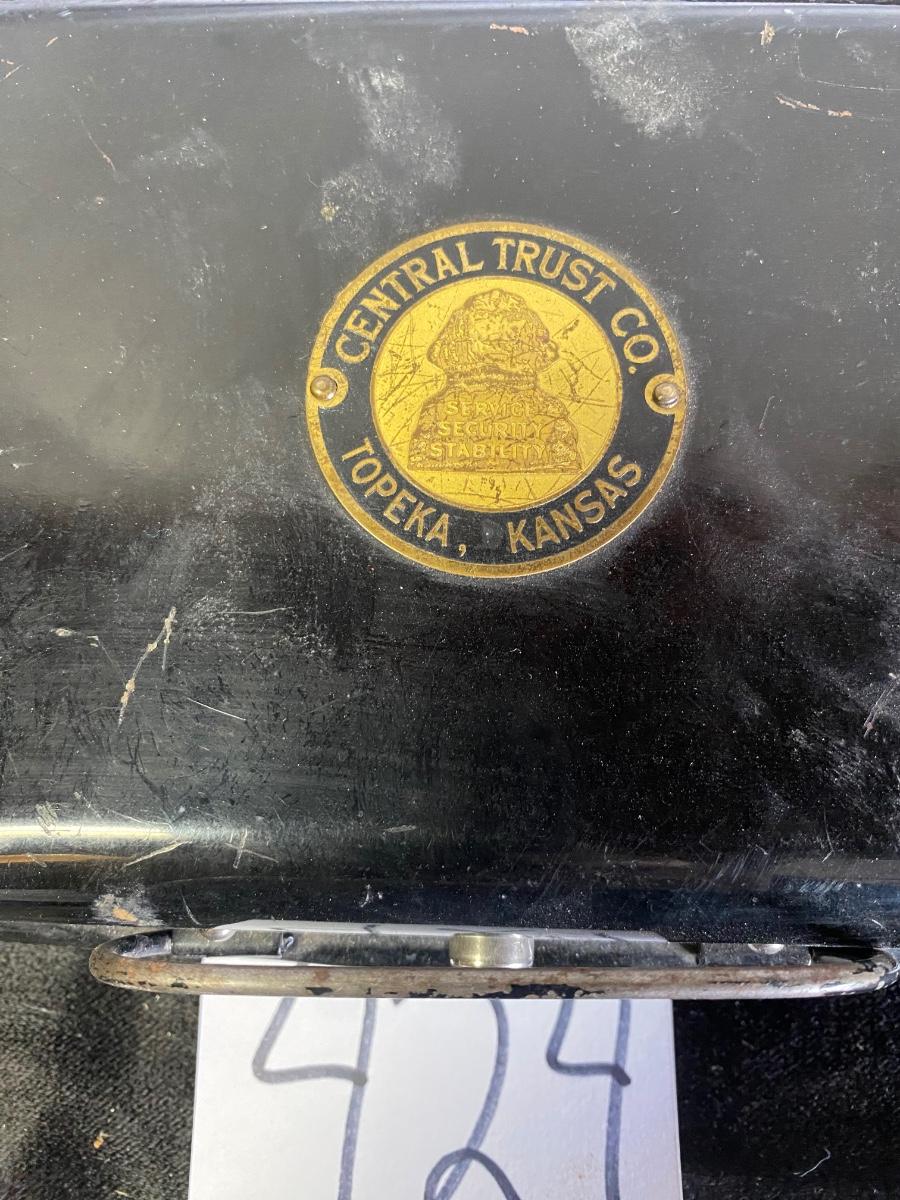 CENTRAL TRUST CO.
SERVICE
SECURITY
STABILITY
TOPEKA, KANSAS
424